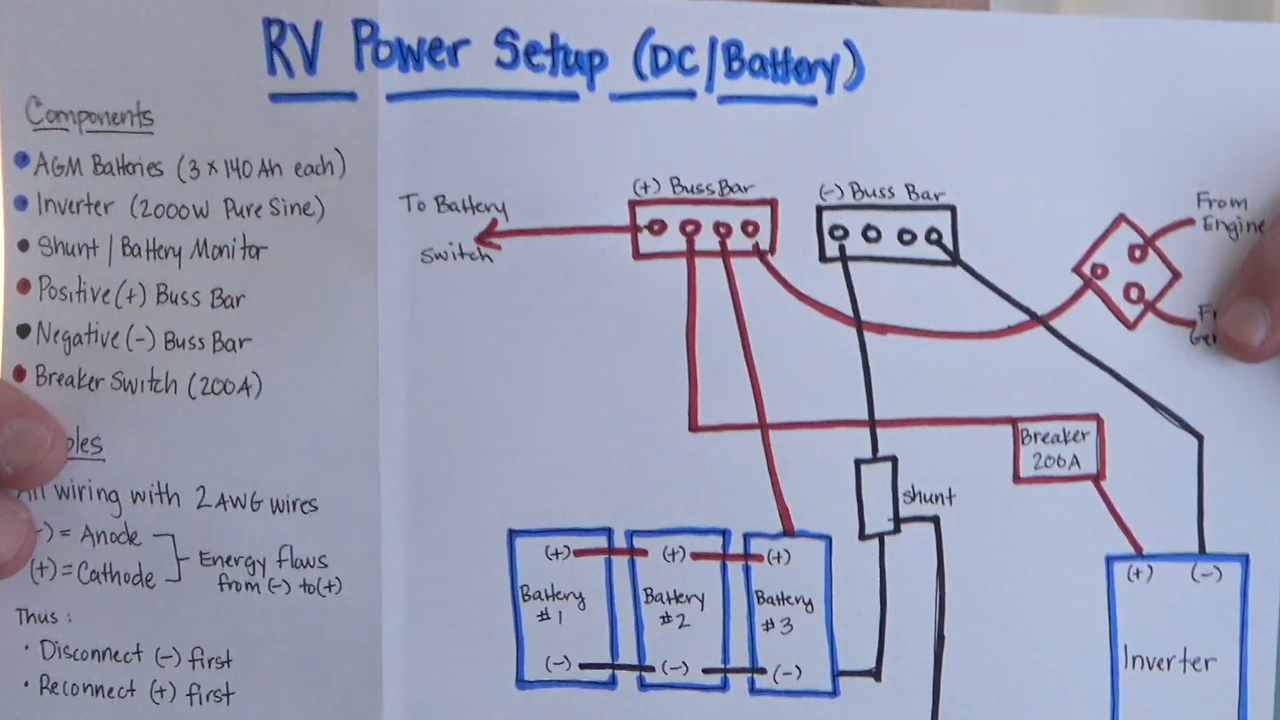 RV Power Setup (DC/Battery)
Components
AGM Batteries (3 x 140 Ah each)
Inverter (2000W Pure Sine)
Shunt / Battery Monitor
Positive (+) Buss Bar
Negative (-) Buss Bar
Breaker Switch (200A)
wiring with 2 AWG wires
(-) = Anode
(+) = Cathode
Energy flows
from (-) to (+)
Thus :
· Disconnect (-) first
· Reconnect (+) first
To Battery
Switch
(+) Buss Bar
(-) Buss Bar
From
Engine
Breaker
200A
shunt
(+)
(+)
(+)
Battery
#1
Battery
#2
Battery
#3
(-)
(-)
(-)
(+)
(-)
Inverter